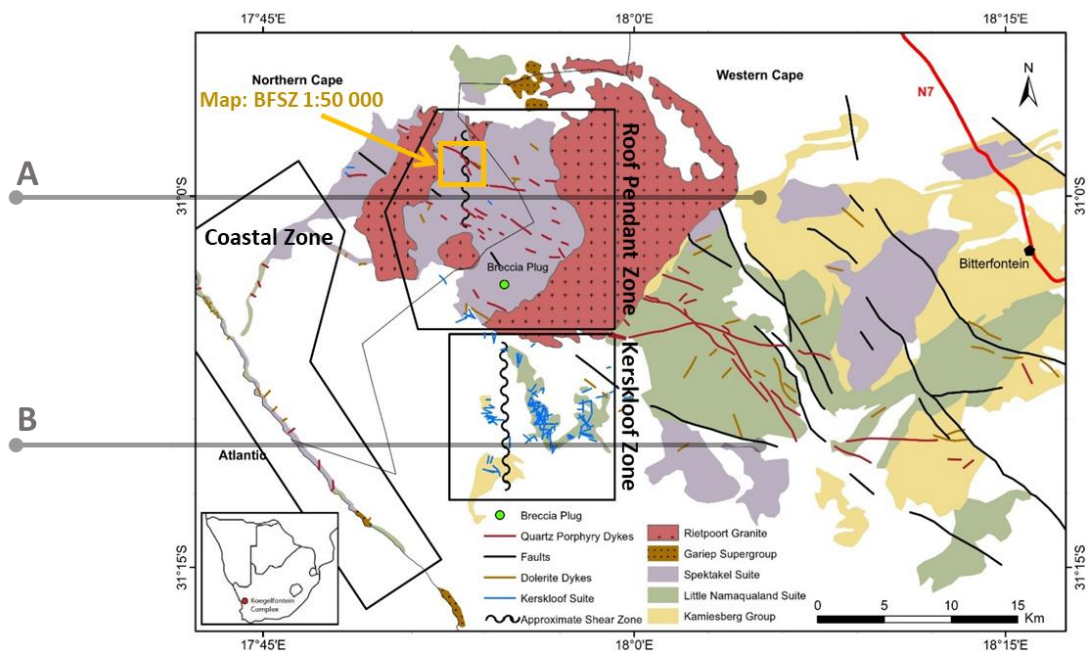 17°45'E
18°0'E
18°15'E
Northern Cape
Western Cape
N
N7
Map: BFSZ 1:50 000
A
31°0'S
31°0'S
Coastal Zone
Roof Pendant Zone
Breccia Plug
Bitterfontein
Kerskloof Zone
B
Atlantic
Koegelfontein
Complex
Breccia Plug
Quartz Porphyry Dykes
Faults
Dolerite Dykes
Kerskloof Suite
Approximate Shear Zone
Rietpoort Granite
Gariep Supergroup
Spektakel Suite
Little Namaqualand Suite
Kamiesberg Group
31°15'S
31°15'S
0 5 10 15
Km
17°45'E
18°0'E
18°15'E